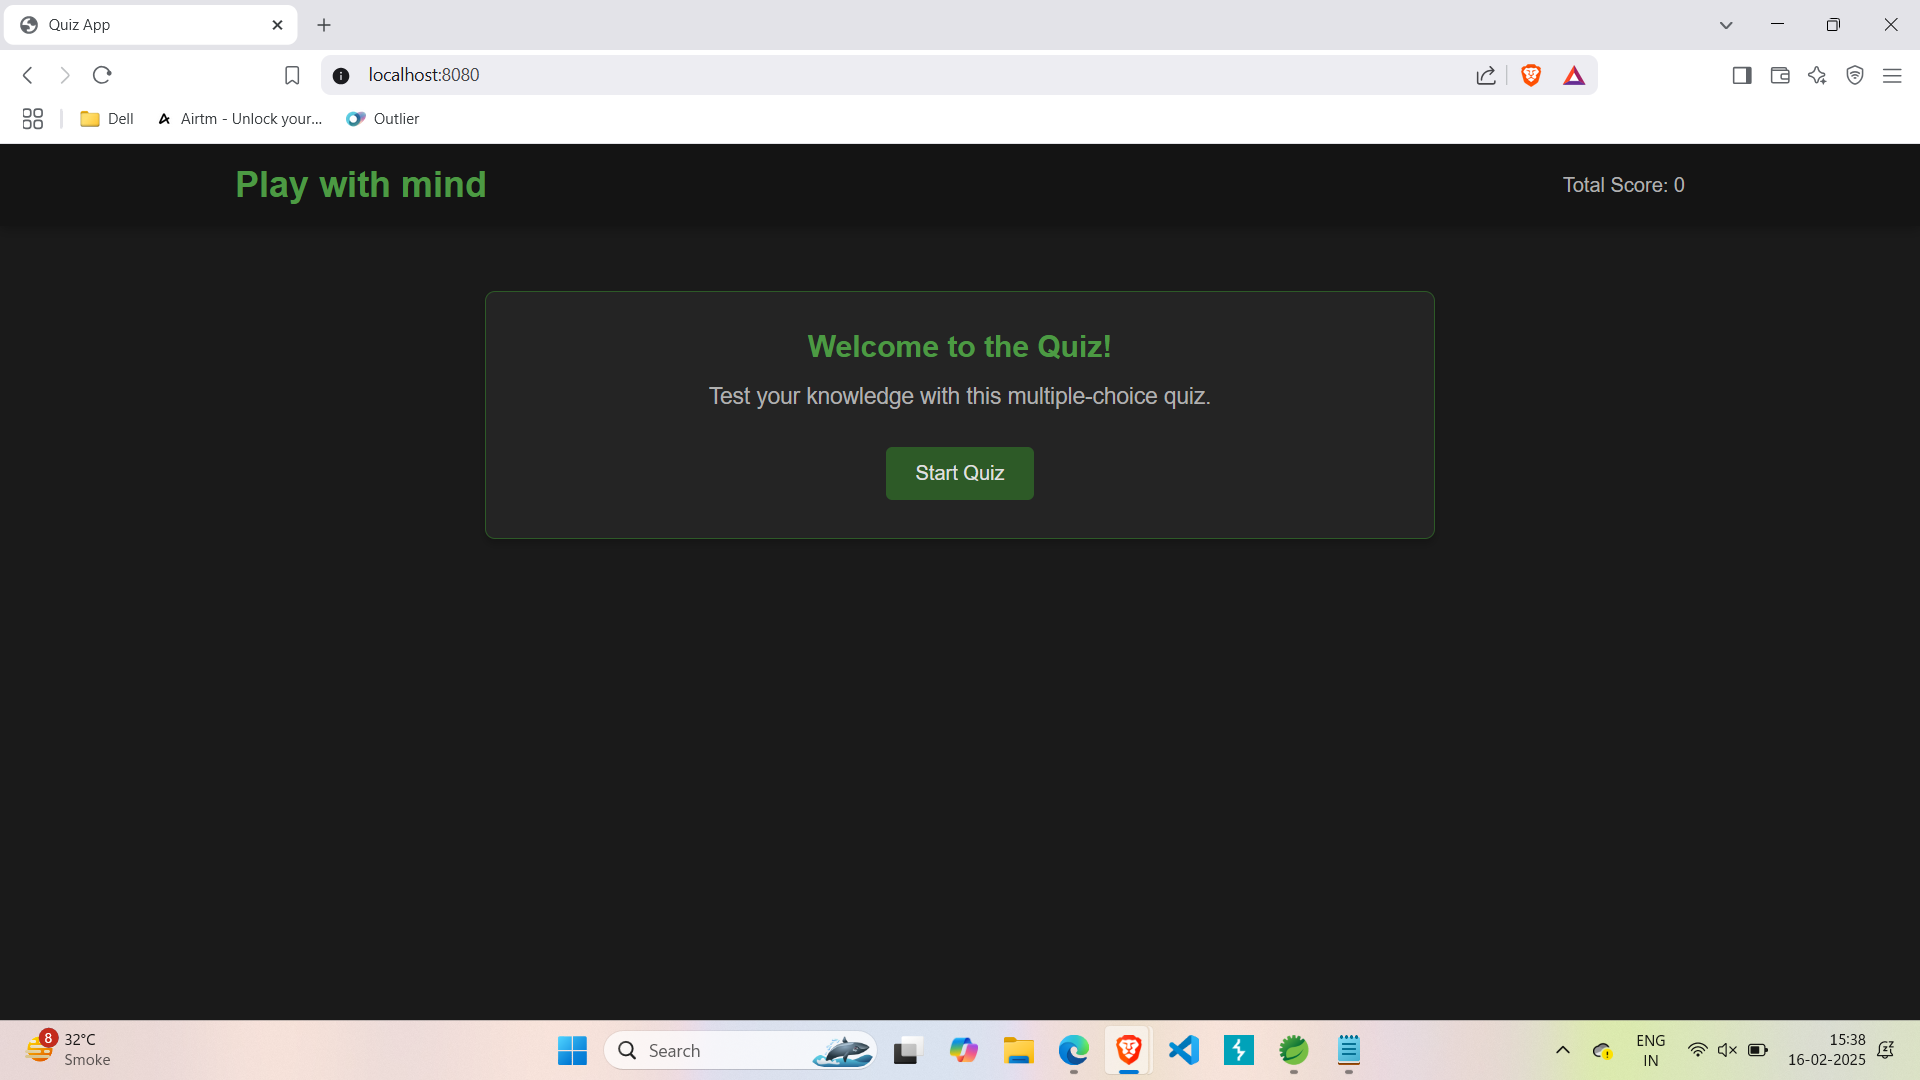 Quiz App
localhost:8080
Dell
Airtm - Unlock your...
Outlier
Play with mind
Total Score: 0
Welcome to the Quiz!
Test your knowledge with this multiple-choice quiz.
Start Quiz
8
32°C
Smoke
Search
ENG
IN
15:38
16-02-2025